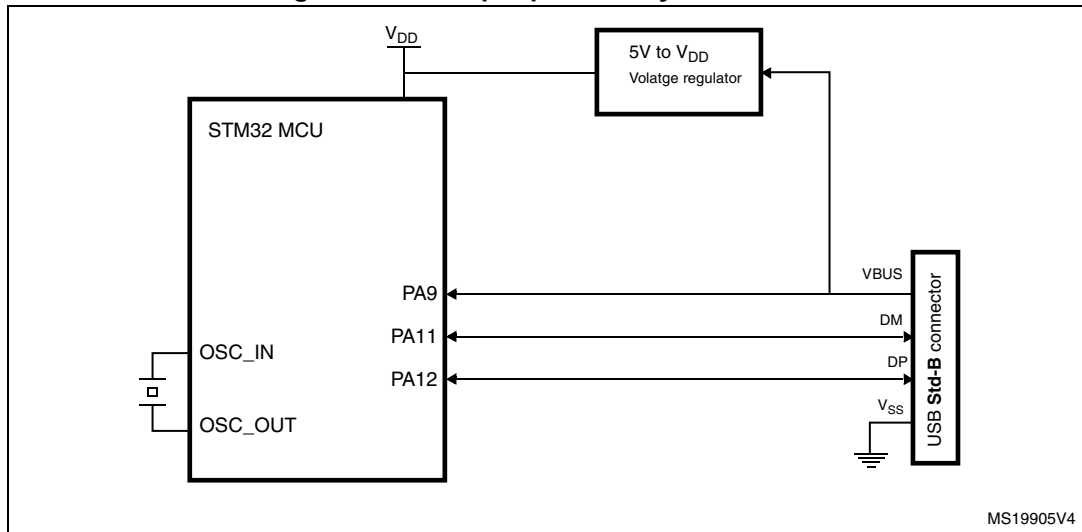 V_DD
5V to V_DD
Volatge regulator
STM32 MCU
VBUS
PA9
DM
PA11
DP
PA12
V_SS
OSC_IN
OSC_OUT
USB Std-B connector
MS19905V4